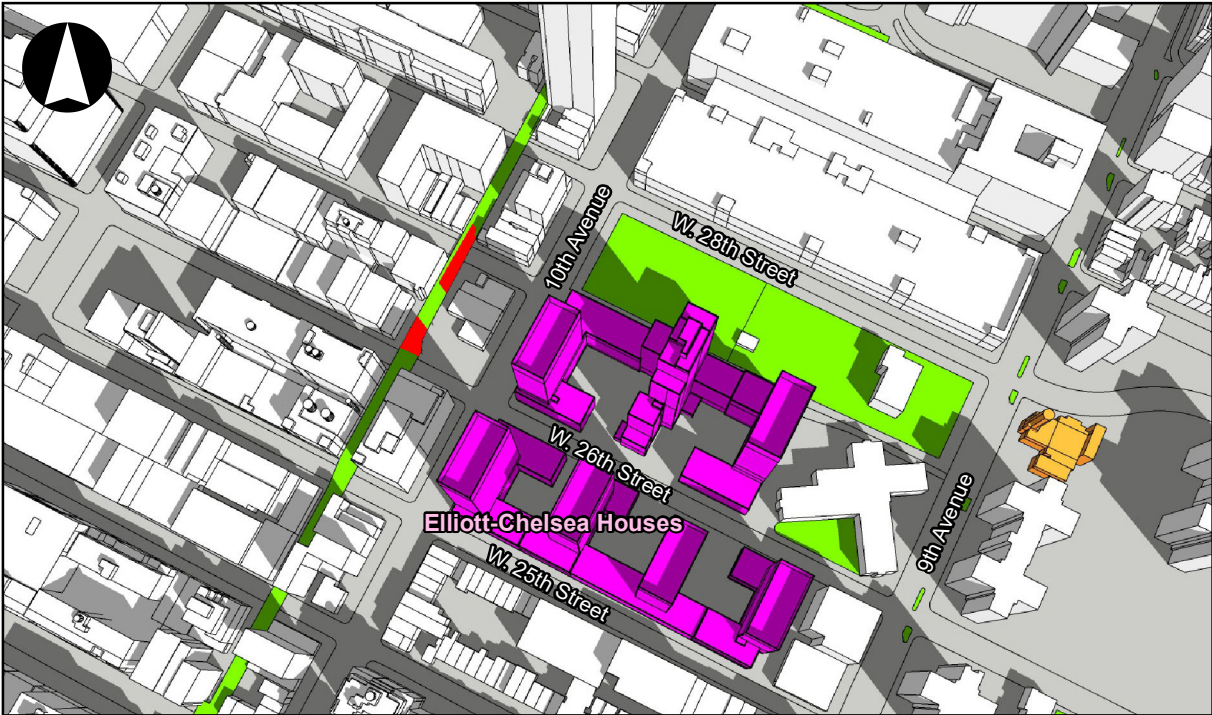 W. 28th Street
10th Avenue
W. 26th Street
Elliott-Chelsea Houses
9th Avenue
W. 25th Street